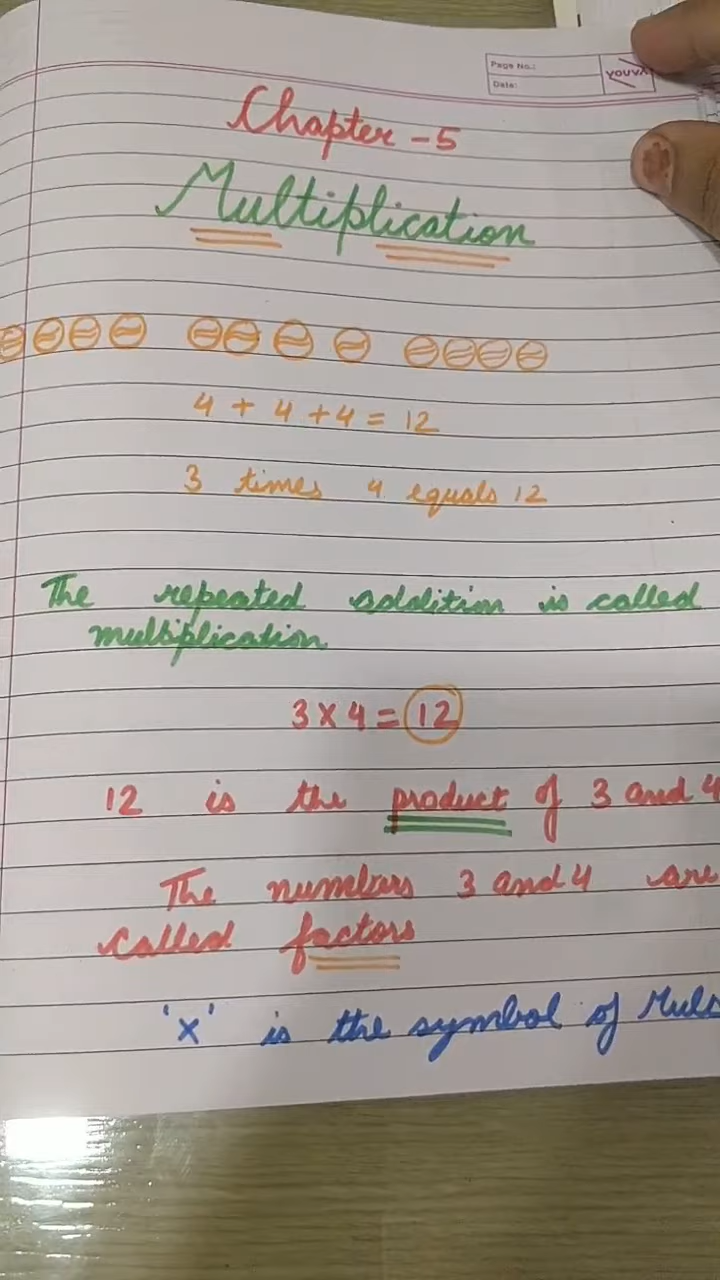 Page No.:
Date:
YOUVA
Chapter - 5
Multiplication
4 + 4 + 4 = 12
3 times 4 equals 12
The repeated addition is called
multiplication
3 × 4 = 12
12 is the product of 3 and 4
The numbers 3 and 4 are
called factors
'x' is the symbol of